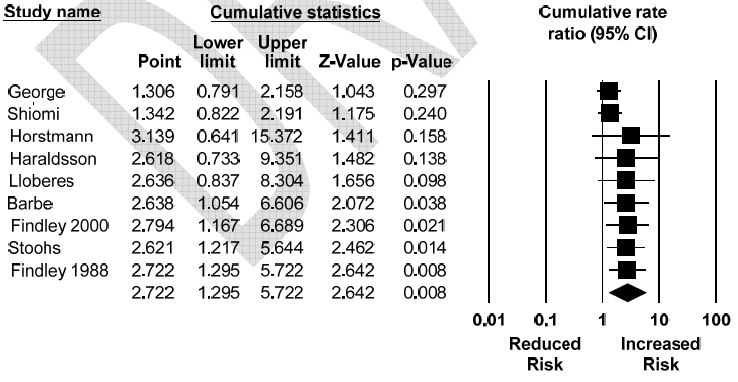 Study name Cumulative statistics Cumulative rate
ratio (95% CI)
Lower Upper
Point limit limit Z-Value p-Value
George 1.306 0.791 2.158 1.043 0.297
Shiomi 1.342 0.822 2.191 1.175 0.240
Horstmann 3.139 0.641 15.372 1.411 0.158
Haraldsson 2.618 0.733 9.351 1.482 0.138
Lloberes 2.636 0.837 8.304 1.656 0.098
Barbe 2.638 1.054 6.606 2.072 0.038
Findley 2000 2.794 1.167 6.689 2.306 0.021
Stoohs 2.621 1.217 5.644 2.462 0.014
Findley 1988 2.722 1.295 5.722 2.642 0.008
2.722 1.295 5.722 2.642 0.008
0.01 0.1 1 10 100
Reduced Increased
Risk Risk